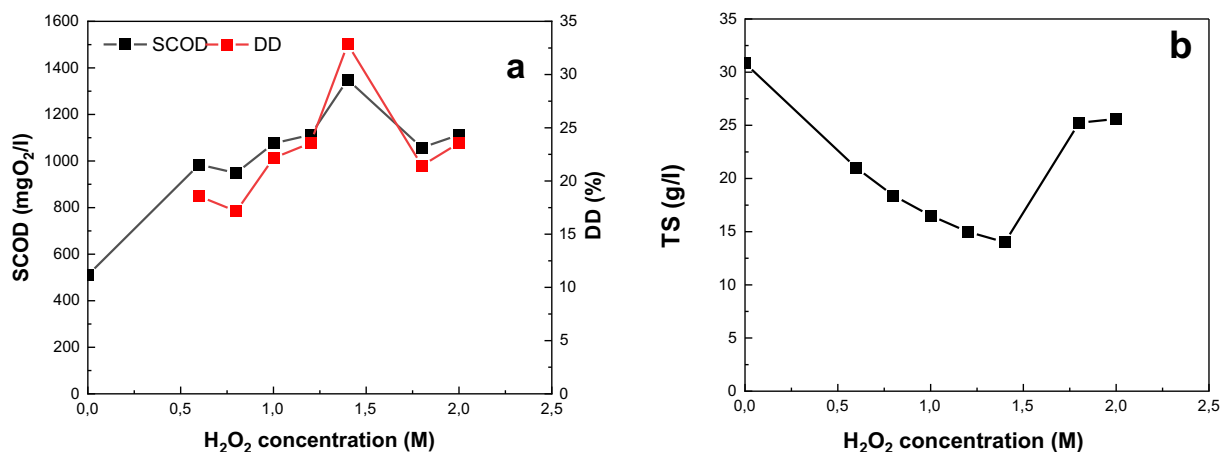 SCOD DD
a
1600
1400
1200
1000
800
600
400
200
0
SCOD (mgO₂/l)
35
30
25
20
15
10
5
0
DD (%)
0,0 0,5 1,0 1,5 2,0 2,5
H₂O₂ concentration (M)
b
35
30
25
20
15
10
5
0
TS (g/l)
0,0 0,5 1,0 1,5 2,0 2,5
H₂O₂ concentration (M)